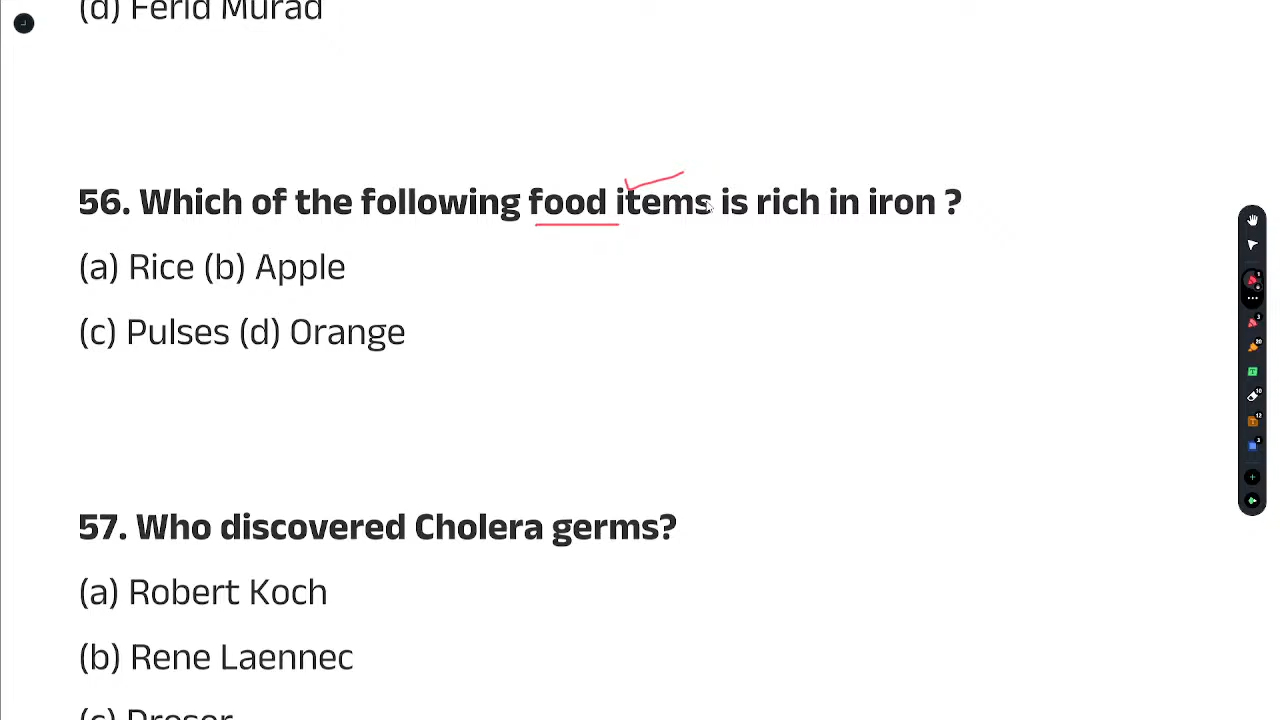 (d) Ferid Murad
56. Which of the following food items is rich in iron ?
(a) Rice (b) Apple
(c) Pulses (d) Orange
57. Who discovered Cholera germs?
(a) Robert Koch
(b) Rene Laennec
(c) Dreser